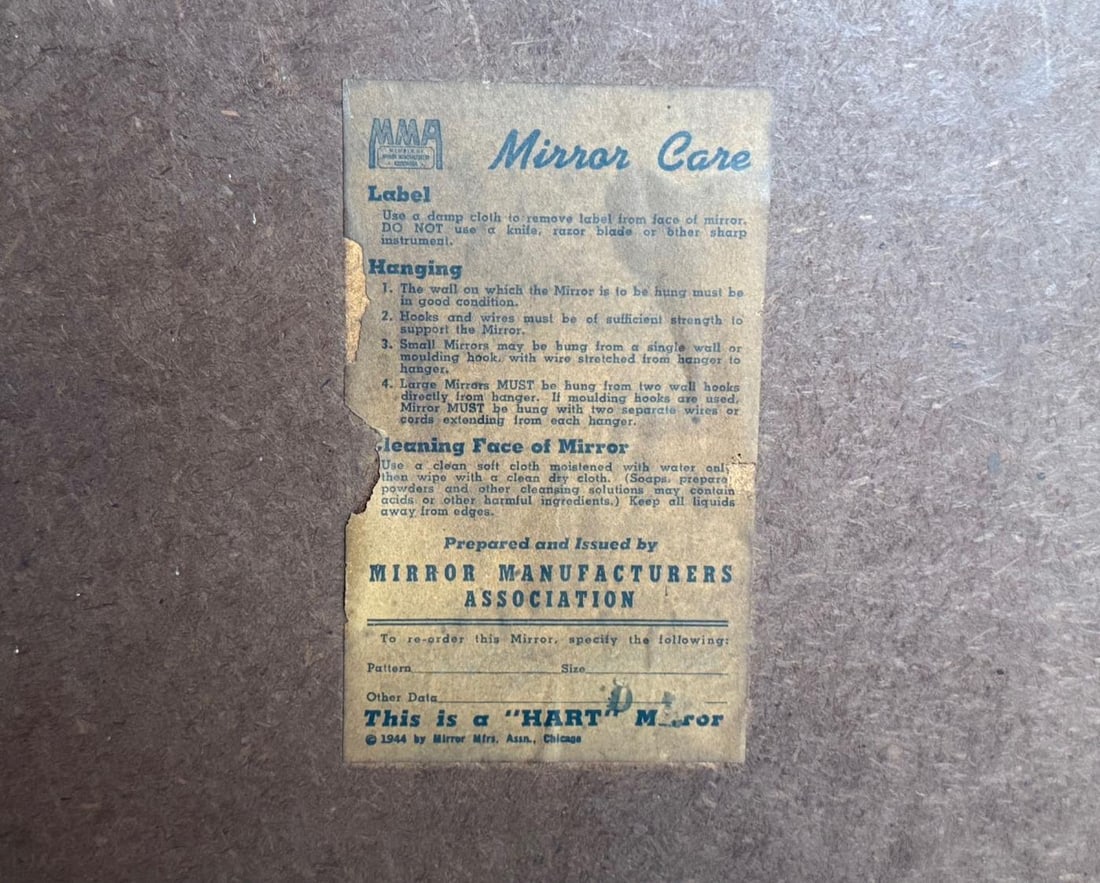 MMA
Mirror Care
Label
Use a damp cloth to remove label from face of mirror.
DO NOT use a knife, razor blade or other sharp
instrument.
Hanging
1. The wall on which the Mirror is to be hung must be
in good condition.
2. Hooks and wires must be of sufficient strength to
support the Mirror.
3. Small Mirrors may be hung from a single wall or
moulding hook, with wire stretched from hanger to
hanger.
4. Large Mirrors MUST be hung from two wall hooks
directly from hanger. If moulding hooks are used,
Mirror MUST be hung with two separate wires or
cords extending from each hanger.
leaning Face of Mirror
Use a clean soft cloth moistened with water onl
then wipe with a clean dry cloth. (Soaps, prepare
powders and other cleansing solutions may contain
acids or other harmful ingredients.) Keep all liquids
away from edges.
Prepared and Issued by
MIRROR MANUFACTURERS
ASSOCIATION
To re-order this Mirror, specify the following:
Pattern Size
Other Data
This is a "HART" M ror
© 1944 by Mirror Mfrs. Assn., Chicago